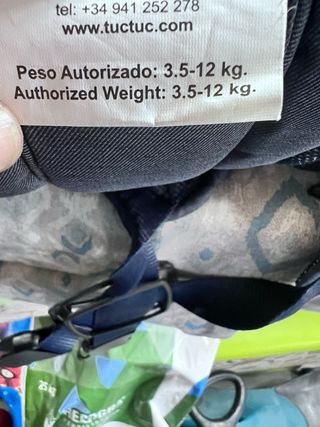 tel: +34 941 252 278
www.tuctuc.com
Peso Autorizado: 3.5-12 kg.
Authorized Weight: 3.5-12 kg.